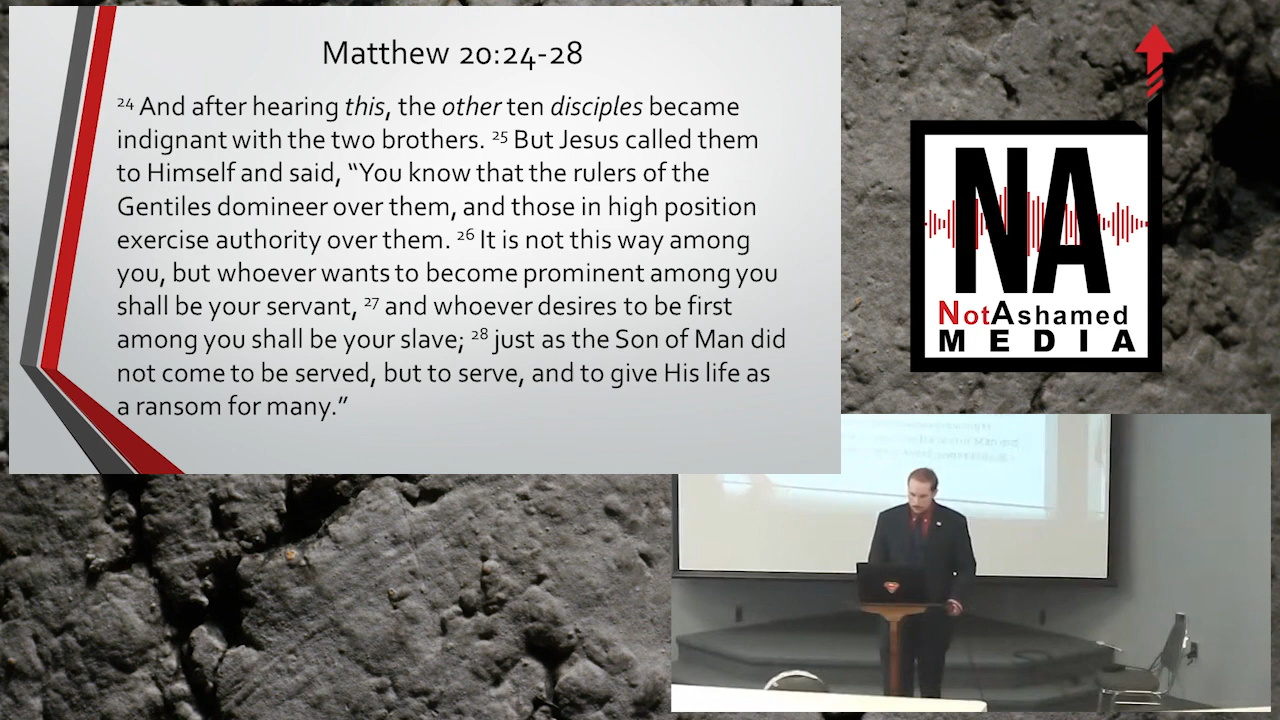 Matthew 20:24-28
24 And after hearing this, the other ten disciples became
indignant with the two brothers. 25 But Jesus called them
to Himself and said, “You know that the rulers of the
Gentiles domineer over them, and those in high position
exercise authority over them. 26 It is not this way among
you, but whoever wants to become prominent among you
shall be your servant, 27 and whoever desires to be first
among you shall be your slave; 28 just as the Son of Man did
not come to be served, but to serve, and to give His life as
a ransom for many.”
NA
NotAshamed
MEDIA